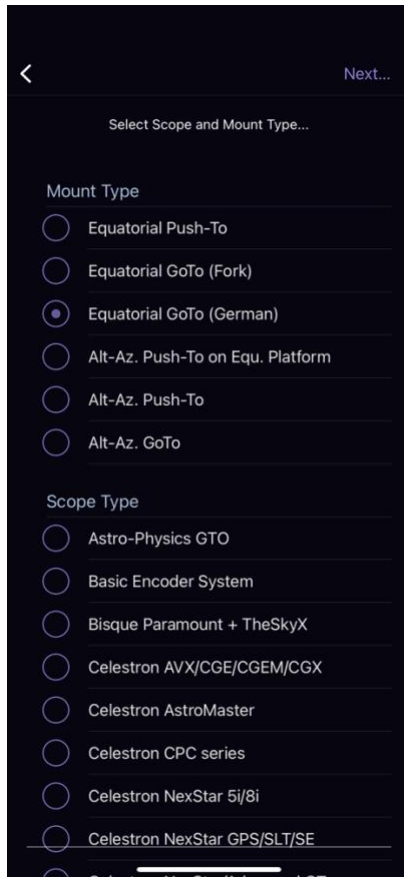 Next...
Select Scope and Mount Type...
Mount Type
Equatorial Push-To
Equatorial GoTo (Fork)
Equatorial GoTo (German)
Alt-Az. Push-To on Equ. Platform
Alt-Az. Push-To
Alt-Az. GoTo
Scope Type
Astro-Physics GTO
Basic Encoder System
Bisque Paramount + TheSkyX
Celestron AVX/CGE/CGEM/CGX
Celestron AstroMaster
Celestron CPC series
Celestron NexStar 5i/8i
Celestron NexStar GPS/SLT/SE